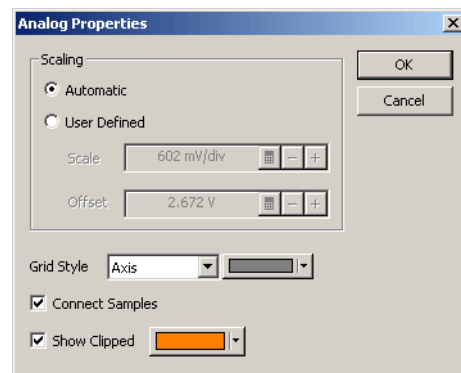 Analog Properties
Scaling
Automatic
User Defined
Scale 602 mV/div - +
Offset 2.672 V - +
OK
Cancel
Grid Style Axis
Connect Samples
Show Clipped